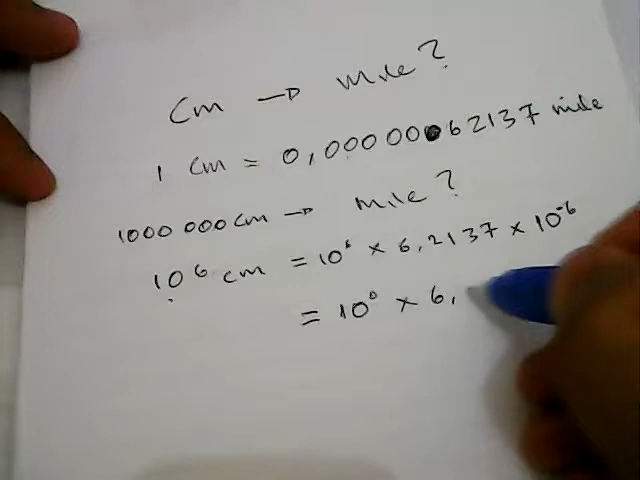 Cm → Mile?
1 Cm = 0,0000062137 mile
1000 000 cm → Mile?
10⁶ cm = 10⁶ × 6,2137 × 10⁻⁶
= 10⁰ × 6,